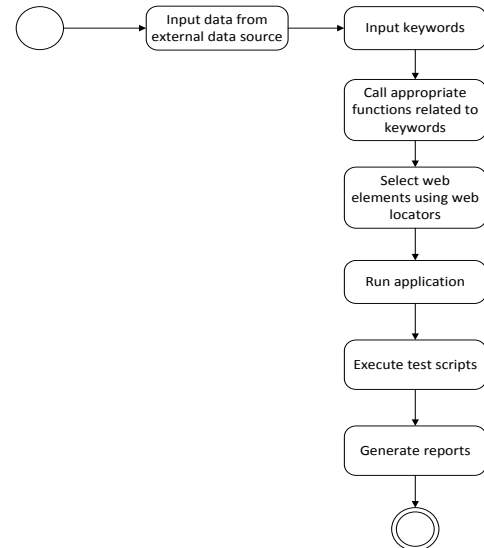 Input data from
external data source
Input keywords
Call appropriate
functions related to
keywords
Select web
elements using web
locators
Run application
Execute test scripts
Generate reports